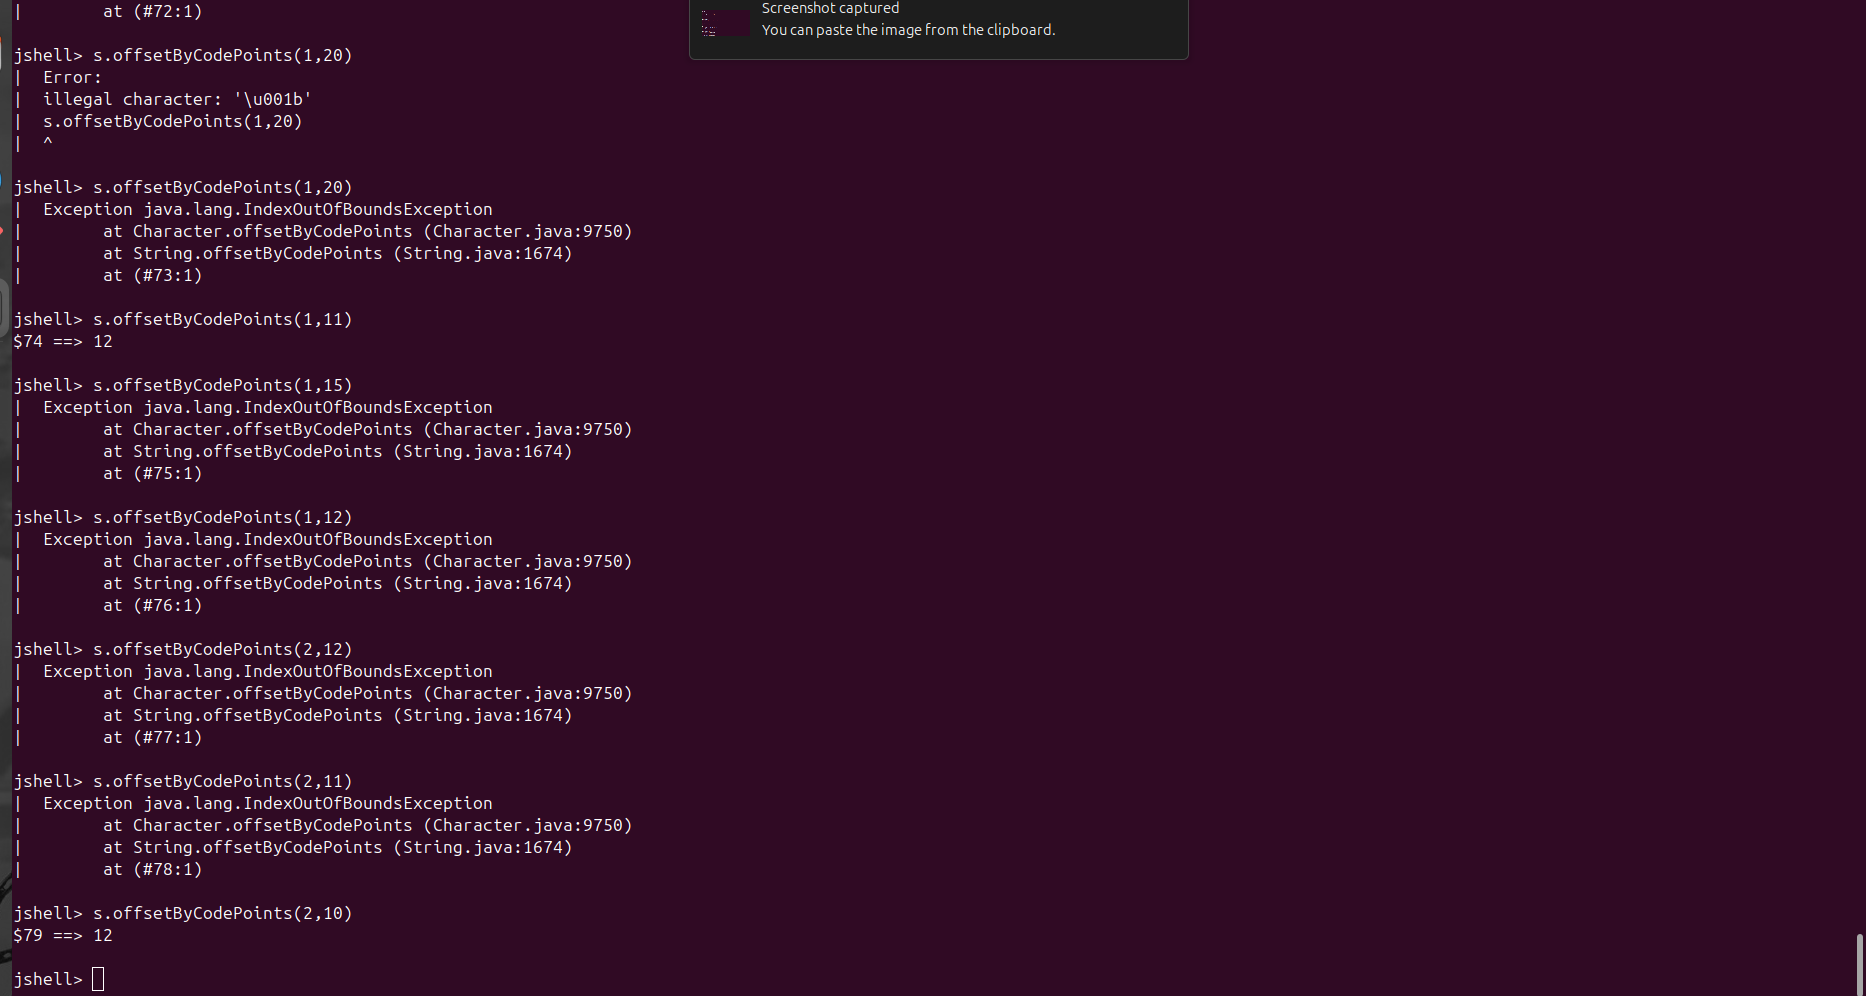 |        at (#72:1)
Screenshot captured
You can paste the image from the clipboard.
jshell> s.offsetByCodePoints(1,20)
|  Error:
|  illegal character: '\u001b'
|  s.offsetByCodePoints(1,20)
|  ^
jshell> s.offsetByCodePoints(1,20)
|  Exception java.lang.IndexOutOfBoundsException
|        at Character.offsetByCodePoints (Character.java:9750)
|        at String.offsetByCodePoints (String.java:1674)
|        at (#73:1)
jshell> s.offsetByCodePoints(1,11)
$74 ==> 12
jshell> s.offsetByCodePoints(1,15)
|  Exception java.lang.IndexOutOfBoundsException
|        at Character.offsetByCodePoints (Character.java:9750)
|        at String.offsetByCodePoints (String.java:1674)
|        at (#75:1)
jshell> s.offsetByCodePoints(1,12)
|  Exception java.lang.IndexOutOfBoundsException
|        at Character.offsetByCodePoints (Character.java:9750)
|        at String.offsetByCodePoints (String.java:1674)
|        at (#76:1)
jshell> s.offsetByCodePoints(2,12)
|  Exception java.lang.IndexOutOfBoundsException
|        at Character.offsetByCodePoints (Character.java:9750)
|        at String.offsetByCodePoints (String.java:1674)
|        at (#77:1)
jshell> s.offsetByCodePoints(2,11)
|  Exception java.lang.IndexOutOfBoundsException
|        at Character.offsetByCodePoints (Character.java:9750)
|        at String.offsetByCodePoints (String.java:1674)
|        at (#78:1)
jshell> s.offsetByCodePoints(2,10)
$79 ==> 12
jshell>